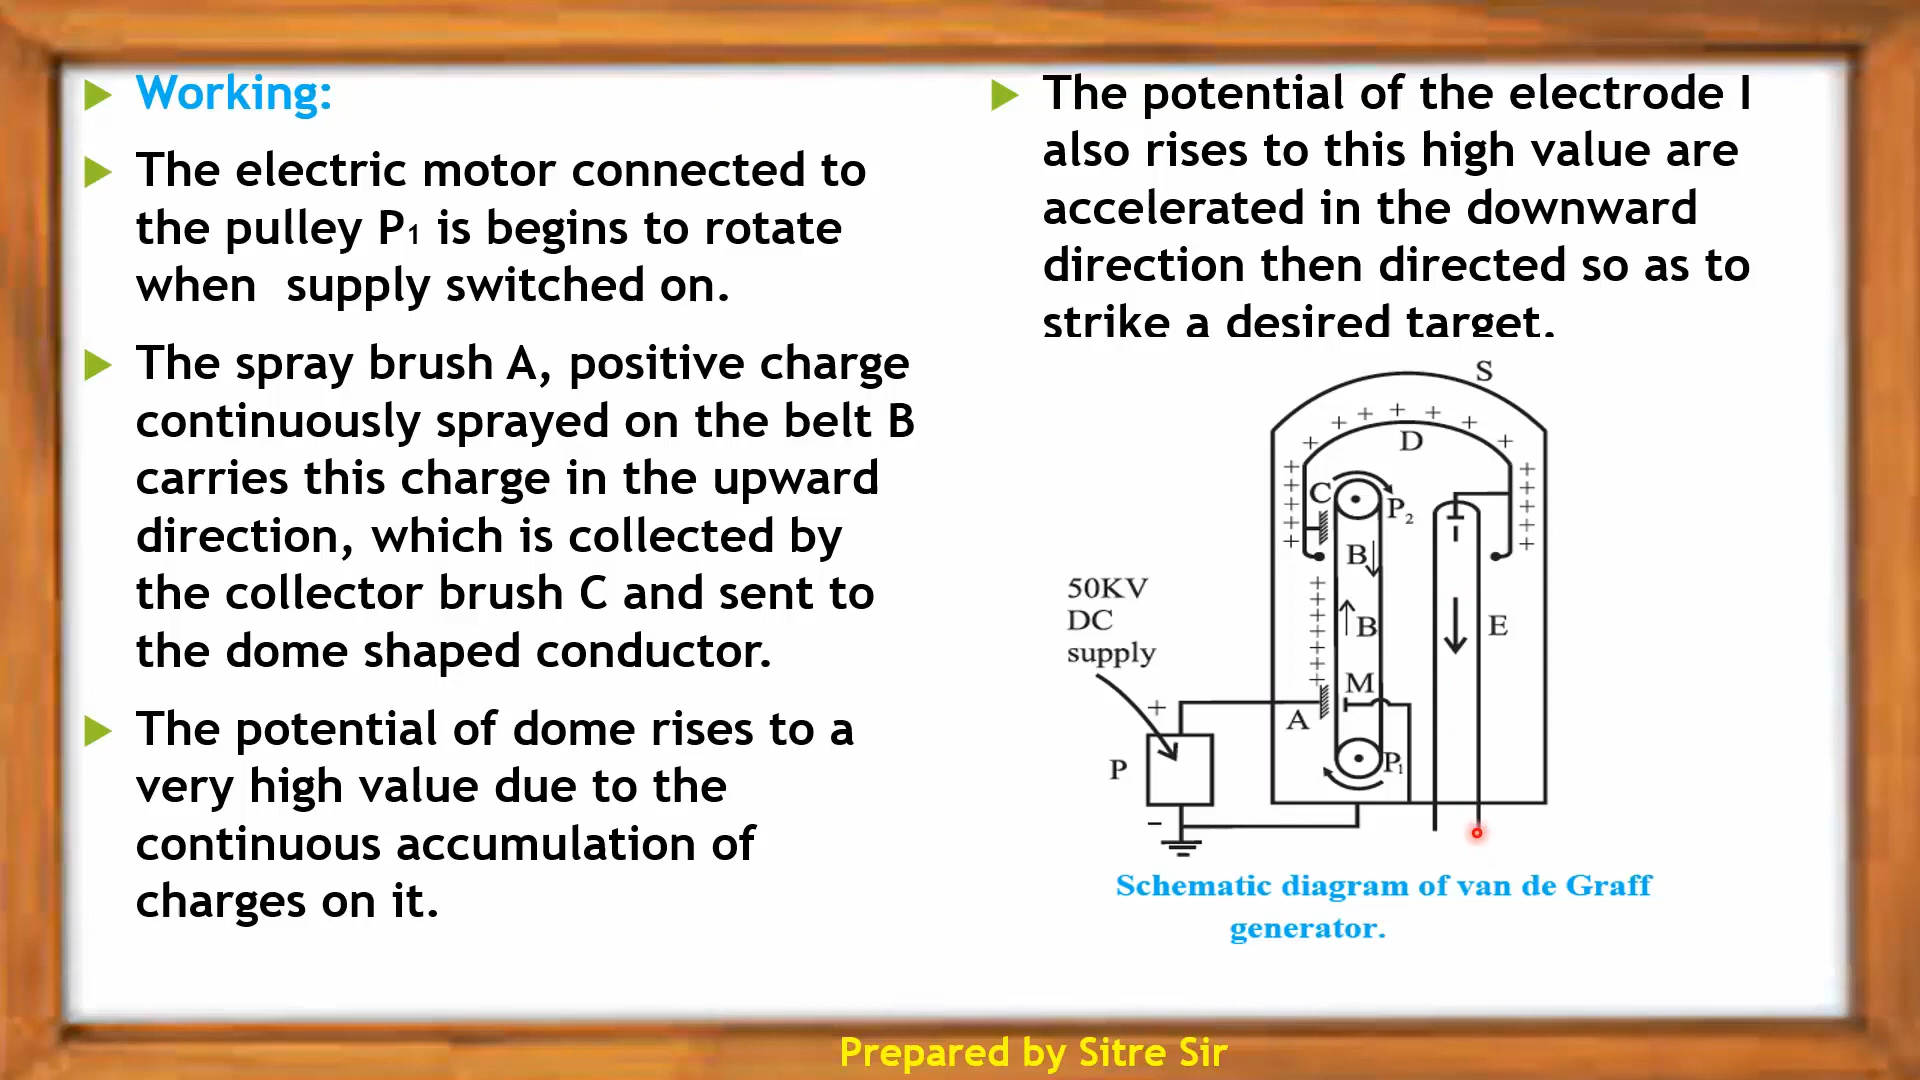 Working:
The electric motor connected to
the pulley P₁ is begins to rotate
when  supply switched on.
The spray brush A, positive charge
continuously sprayed on the belt B
carries this charge in the upward
direction, which is collected by
the collector brush C and sent to
the dome shaped conductor.
The potential of dome rises to a
very high value due to the
continuous accumulation of
charges on it.
The potential of the electrode I
also rises to this high value are
accelerated in the downward
direction then directed so as to
strike a desired target.
S
D
C
P₂
I
B
50KV
DC
supply
B
E
M
+
A
P
P₁
−
Schematic diagram of van de Graff
generator.
Prepared by Sitre Sir